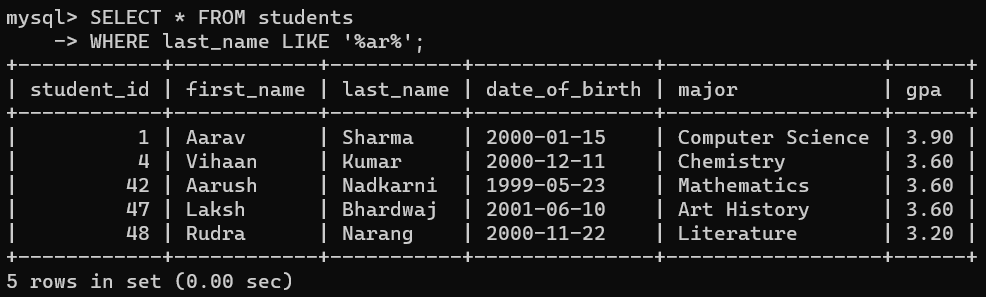 mysql> SELECT * FROM students
    -> WHERE last_name LIKE '%ar%';
+------------+------------+-----------+---------------+------------------+------+
| student_id | first_name | last_name | date_of_birth | major            | gpa  |
+------------+------------+-----------+---------------+------------------+------+
|          1 | Aarav      | Sharma    | 2000-01-15    | Computer Science | 3.90 |
|          4 | Vihaan     | Kumar     | 2000-12-11    | Chemistry        | 3.60 |
|         42 | Aarush     | Nadkarni  | 1999-05-23    | Mathematics      | 3.60 |
|         47 | Laksh      | Bhardwaj  | 2001-06-10    | Art History      | 3.60 |
|         48 | Rudra      | Narang    | 2000-11-22    | Literature       | 3.20 |
+------------+------------+-----------+---------------+------------------+------+
5 rows in set (0.00 sec)